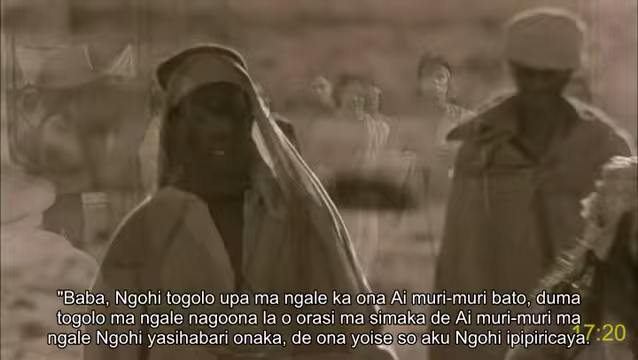 "Baba, Ngohi togolo upa ma ngale ka ona Ai muri-muri bato, duma
togolo ma ngale nagoona la o orasi ma simaka de Ai muri-muri ma
ngale Ngohi yasihabari onaka, de ona yoise so aku Ngohi ipipiricaya.
17:20